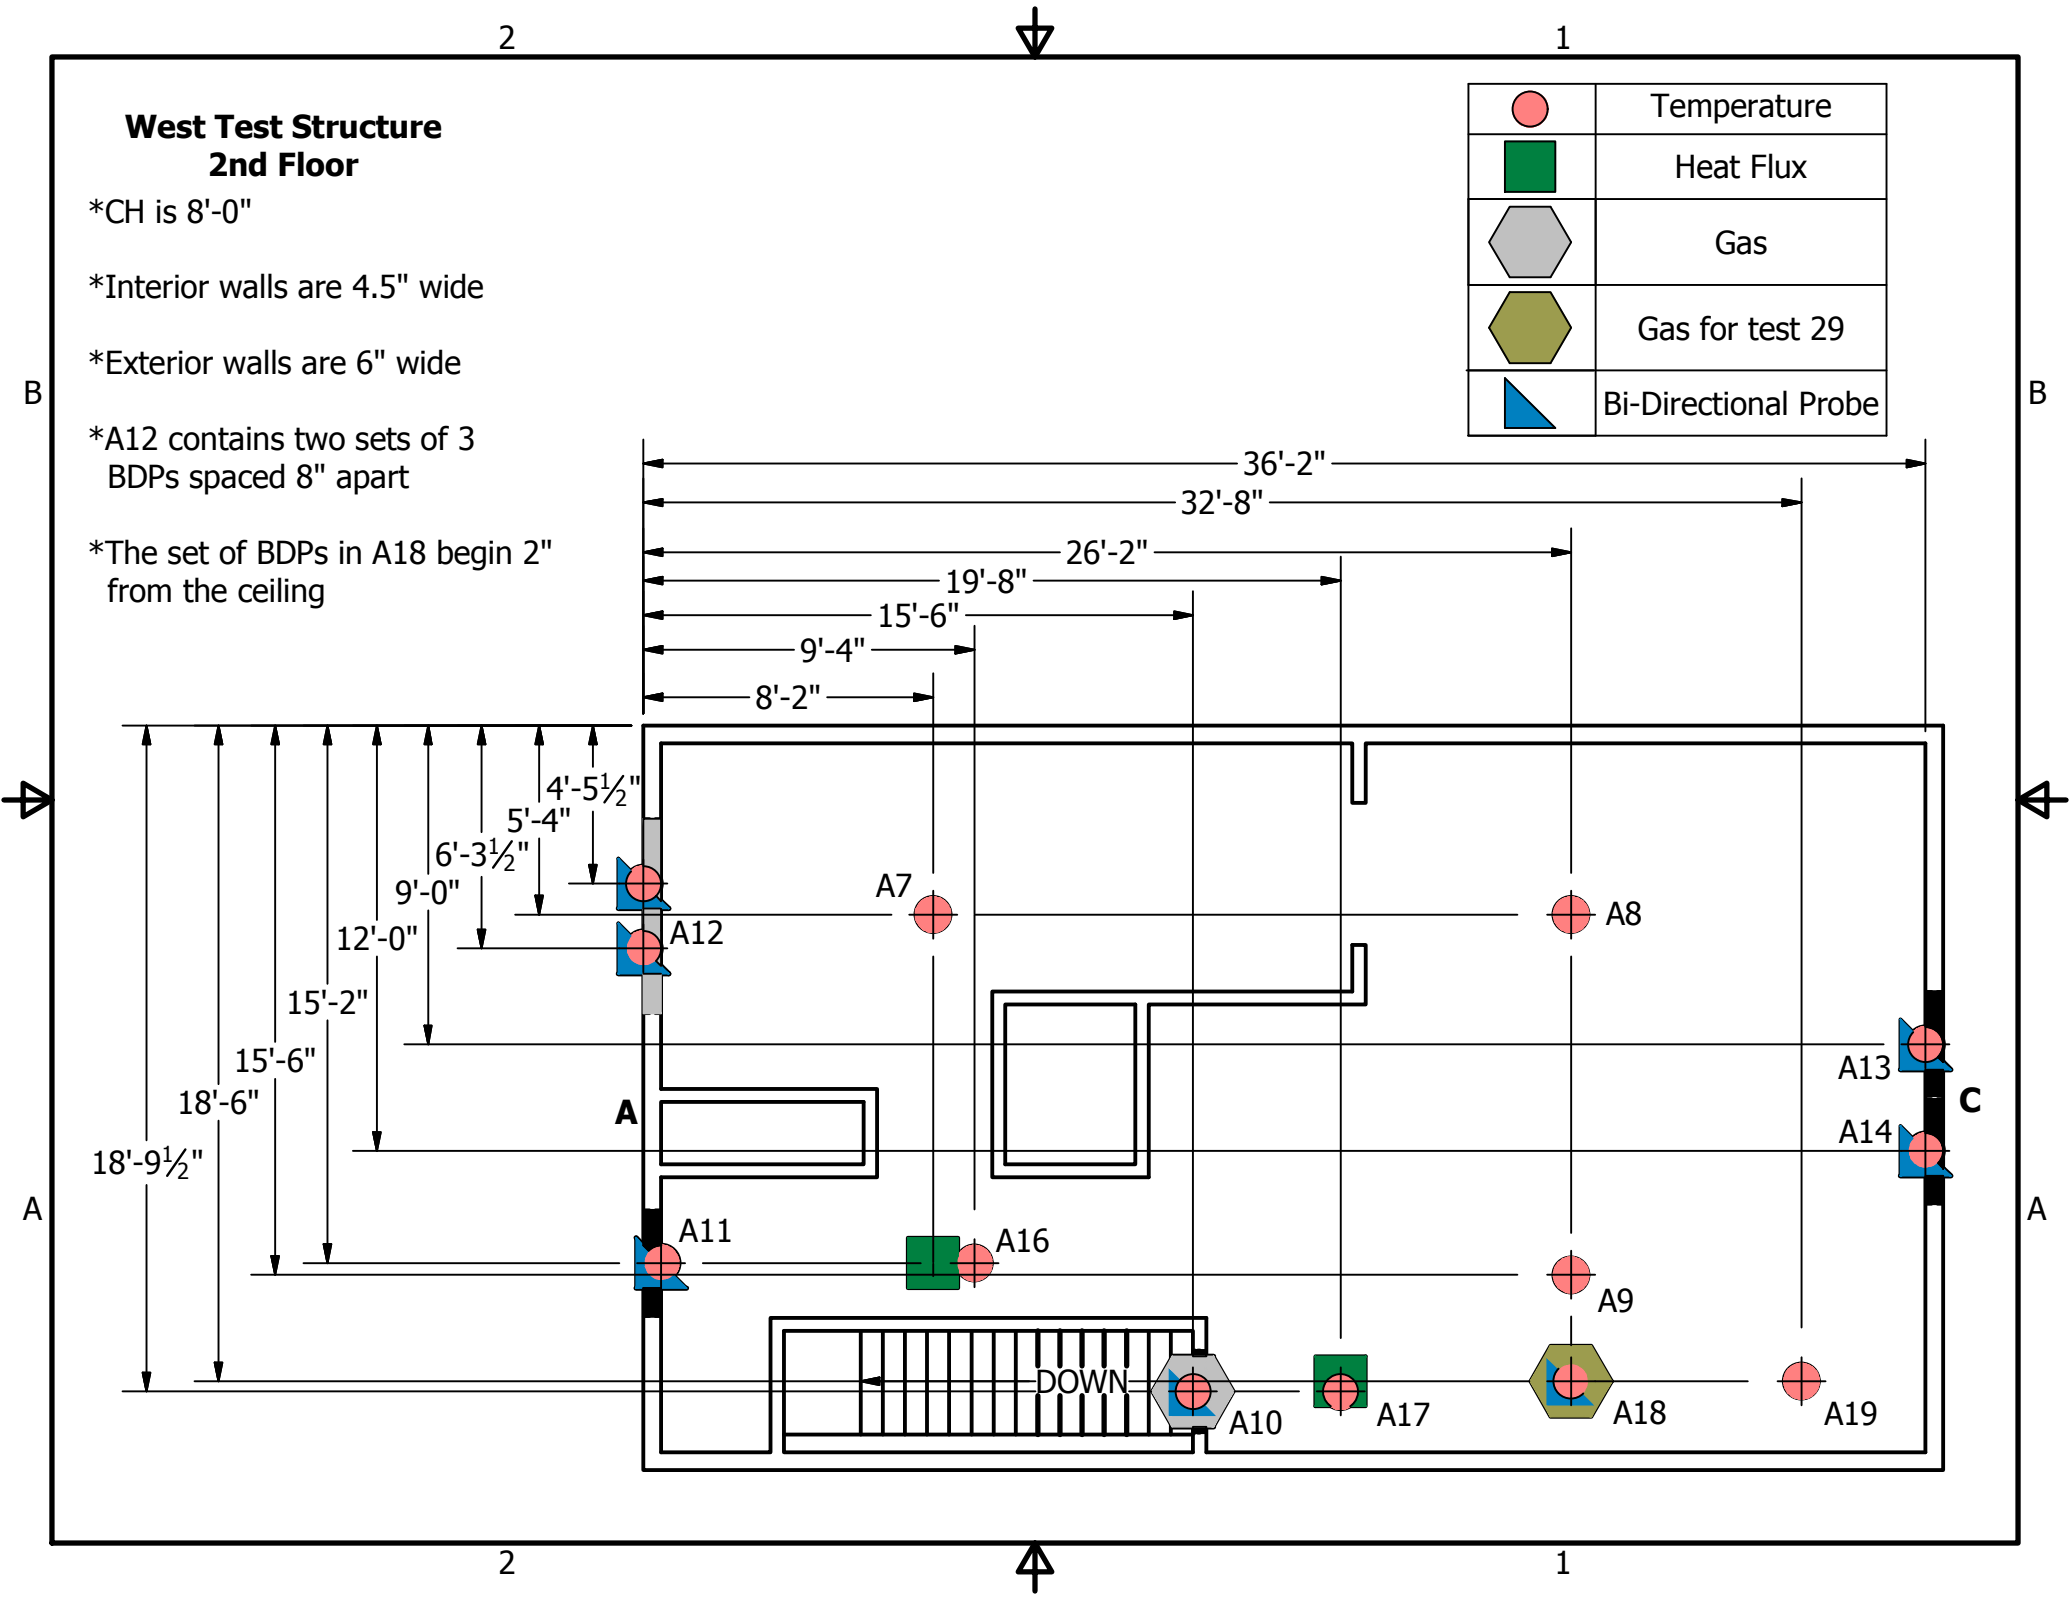 2
1
West Test Structure
2nd Floor
*CH is 8'-0"
*Interior walls are 4.5" wide
*Exterior walls are 6" wide
*A12 contains two sets of 3
BDPs spaced 8" apart
*The set of BDPs in A18 begin 2"
from the ceiling
Temperature
Heat Flux
Gas
Gas for test 29
Bi-Directional Probe
B
B
36'-2"
32'-8"
26'-2"
19'-8"
15'-6"
9'-4"
8'-2"
4'-5½"
5'-4"
6'-3½"
9'-0"
12'-0"
15'-2"
15'-6"
18'-6"
18'-9½"
A7
A8
A12
A13
A
C
A14
A
A
A11
A16
A9
DOWN
A10
A17
A18
A19
2
1